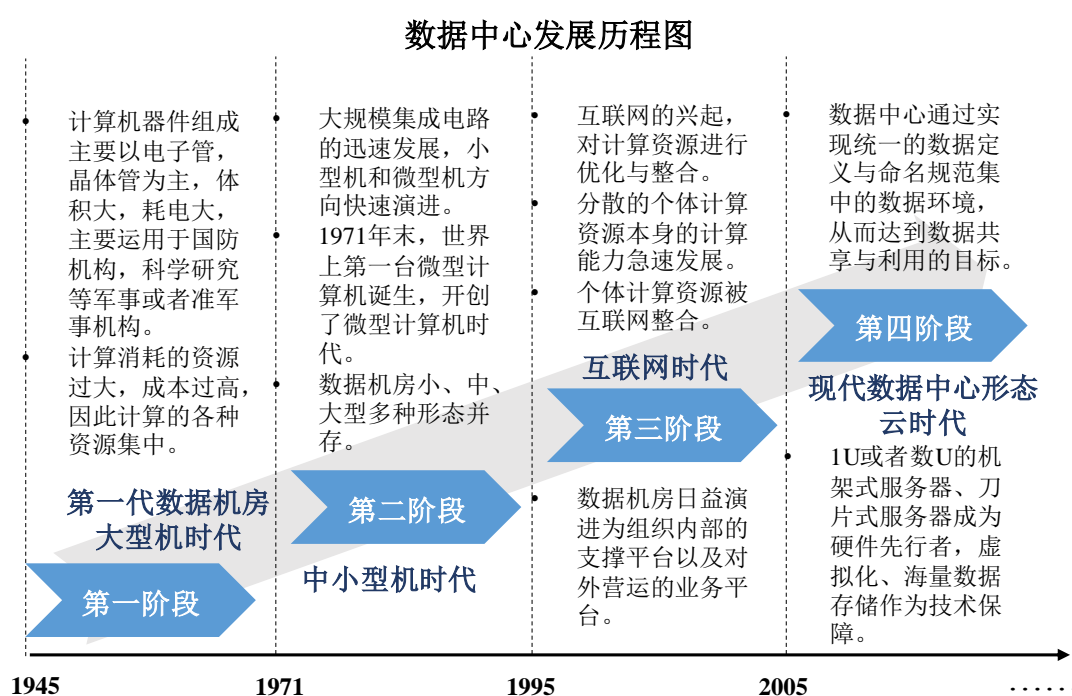 数据中心发展历程图
• 计算机器件组成
主要以电子管，
晶体管为主，体
积大，耗电大，
主要运用于国防
机构，科学研究
等军事或者准军
事机构。
• 计算消耗的资源
过大，成本过高，
因此计算的各种
资源集中。
第一代数据机房
大型机时代
第一阶段
• 大规模集成电路
的迅速发展，小
型机和微型机方
向快速演进。
• 1971年末，世界
上第一台微型计
算机诞生，开创
了微型计算机时
代。
• 数据机房小、中、
大型多种形态并
存。
第二阶段
中小型机时代
• 互联网的兴起，
对计算资源进行
优化与整合。
• 分散的个体计算
资源本身的计算
能力急速发展。
• 个体计算资源被
互联网整合。
互联网时代
第三阶段
• 数据机房日益演
进为组织内部的
支撑平台以及对
外营运的业务平
台。
• 数据中心通过实
现统一的数据定
义与命名规范集
中的数据环境，
从而达到数据共
享与利用的目标。
第四阶段
现代数据中心形态
云时代
• 1U或者数U的机
架式服务器、刀
片式服务器成为
硬件先行者，虚
拟化、海量数据
存储作为技术保
障。
1945
1971
1995
2005
.....